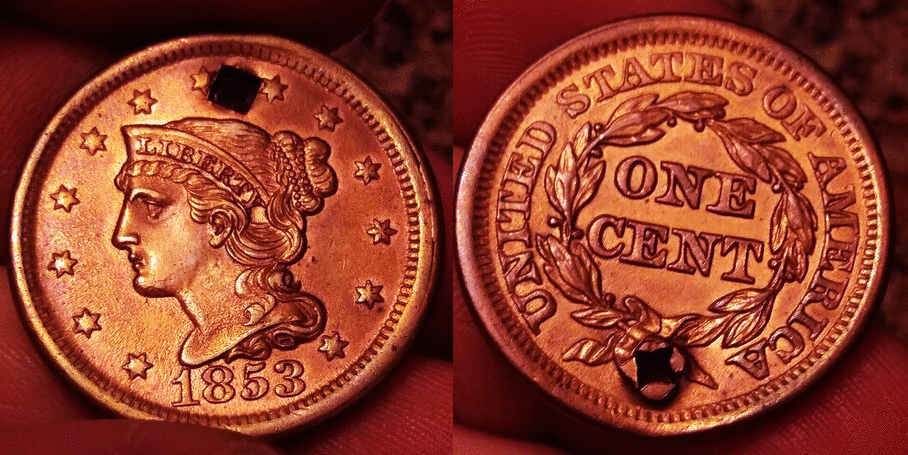 LIBERTY
1853
UNITED STATES OF AMERICA
ONE
CENT